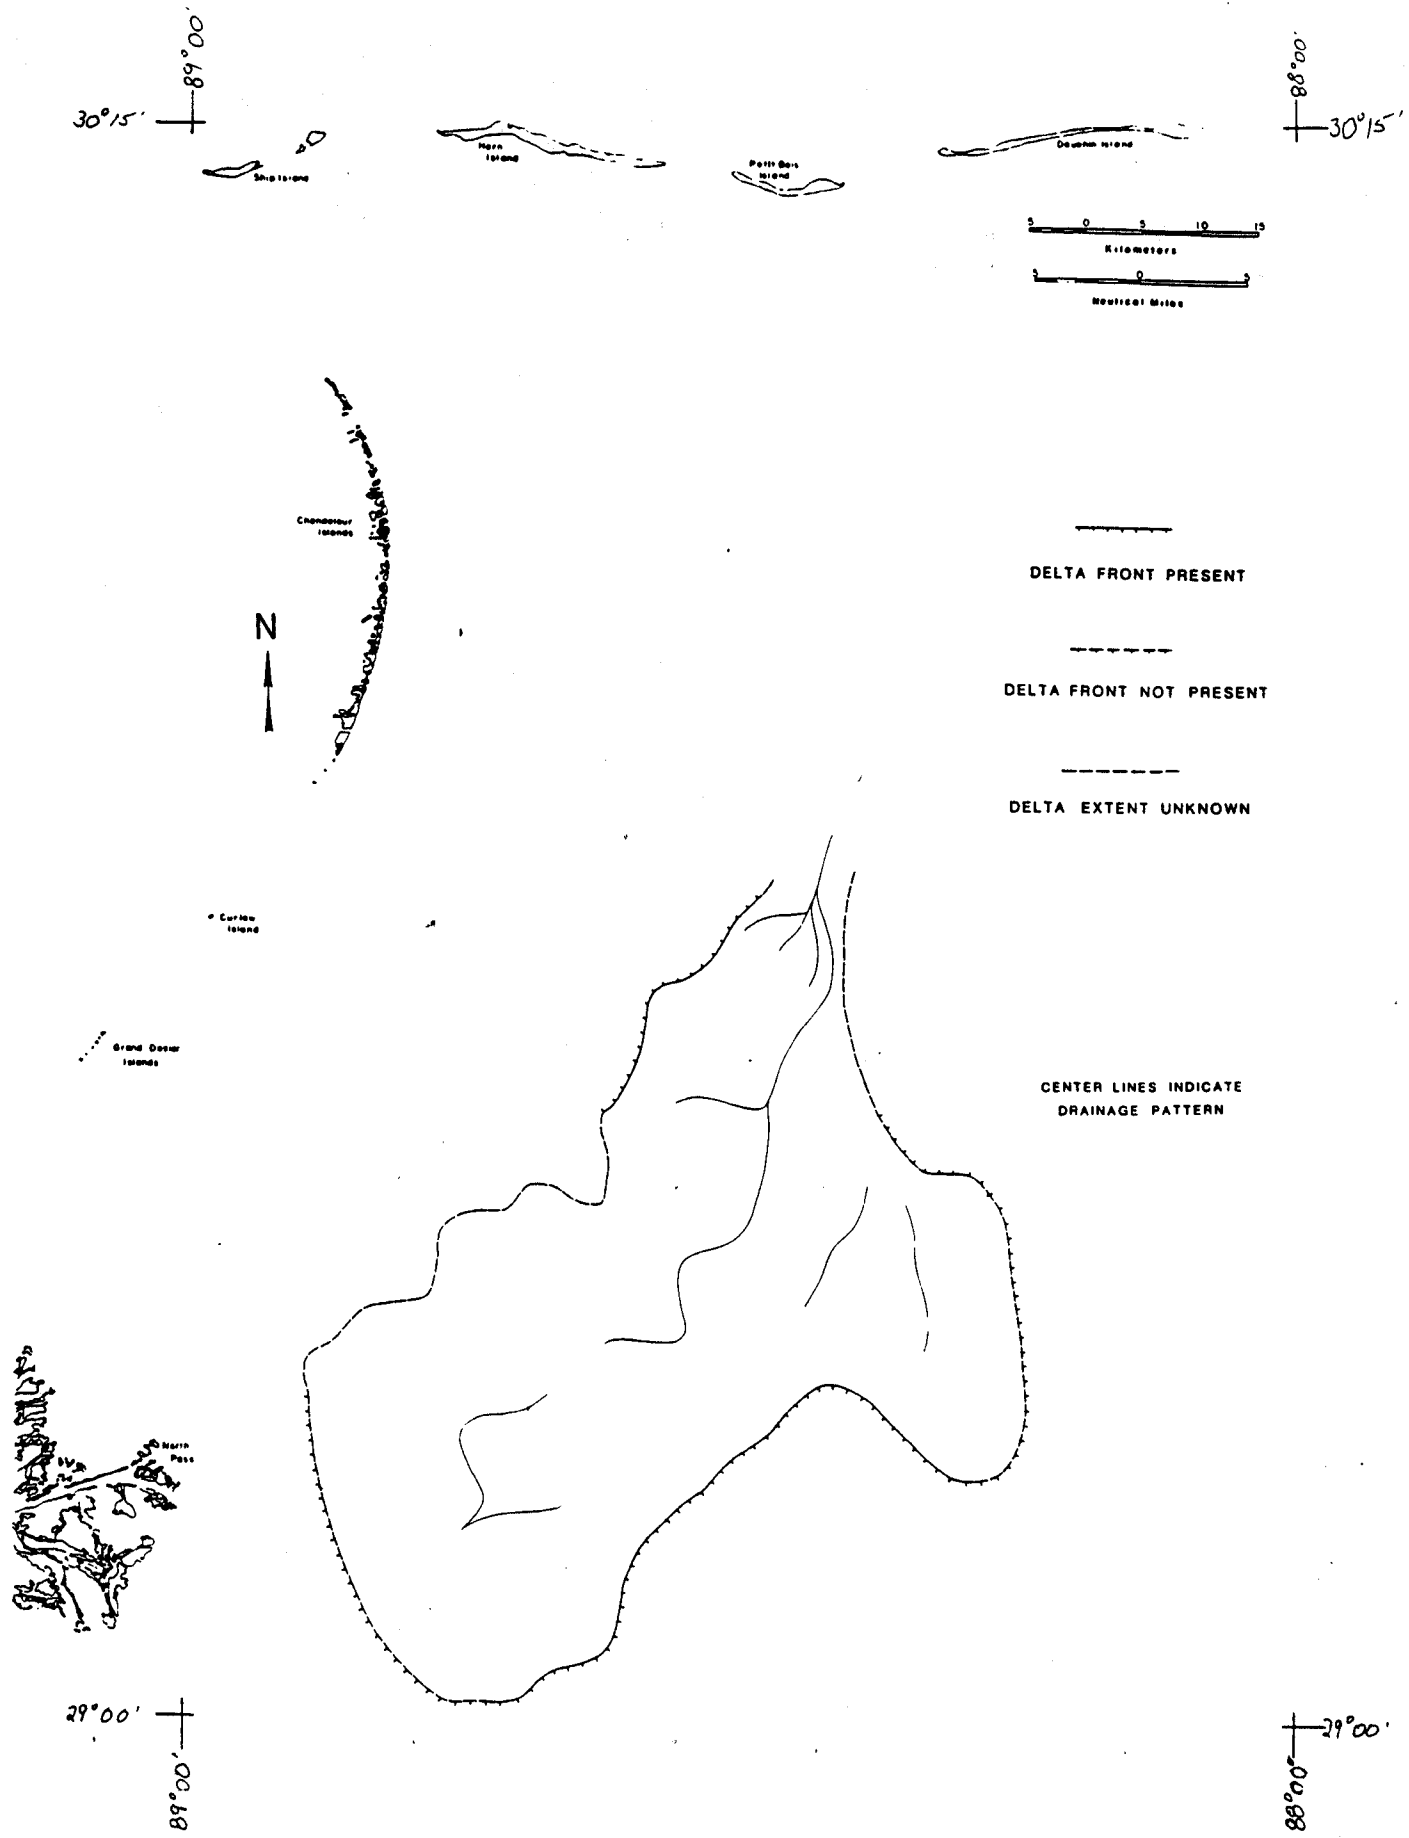 89°00'
88°00'
30°15'
30°15'
Horn
Island
Dauphin Island
Petit Bois
Island
Ship Island
5 0 5 10 15
Kilometers
5 0 5
Nautical Miles
Chandelour
Islands
DELTA FRONT PRESENT
N
DELTA FRONT NOT PRESENT
DELTA EXTENT UNKNOWN
Curlew
Island
Grand Gosier
Islands
CENTER LINES INDICATE
DRAINAGE PATTERN
North
Pass
29°00'
29°00'
89°00'
88°00'